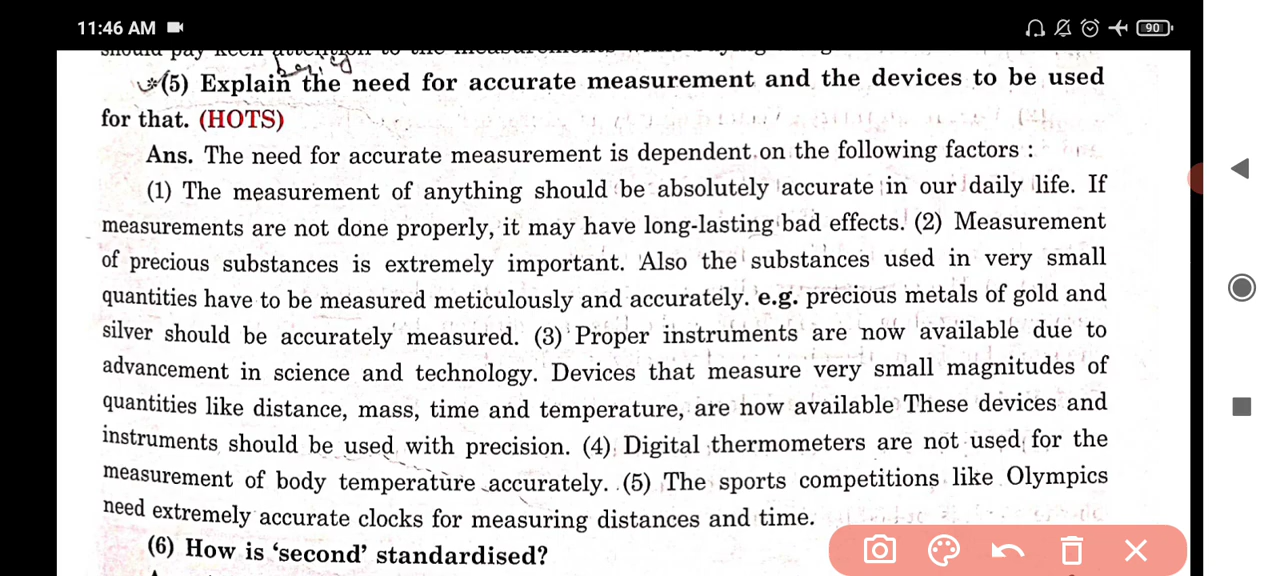 11:46 AM
90
(5) Explain the need for accurate measurement and the devices to be used
for that. (HOTS)
Ans. The need for accurate measurement is dependent on the following factors :
(1) The measurement of anything should be absolutely accurate in our daily life. If
measurements are not done properly, it may have long-lasting bad effects. (2) Measurement
of precious substances is extremely important. Also the substances used in very small
quantities have to be measured meticulously and accurately. e.g. precious metals of gold and
silver should be accurately measured. (3) Proper instruments are now available due to
advancement in science and technology. Devices that measure very small magnitudes of
quantities like distance, mass, time and temperature, are now available These devices and
instruments should be used with precision. (4) Digital thermometers are not used for the
measurement of body temperature accurately. (5) The sports competitions like Olympics
need extremely accurate clocks for measuring distances and time.
(6) How is ‘second’ standardised?